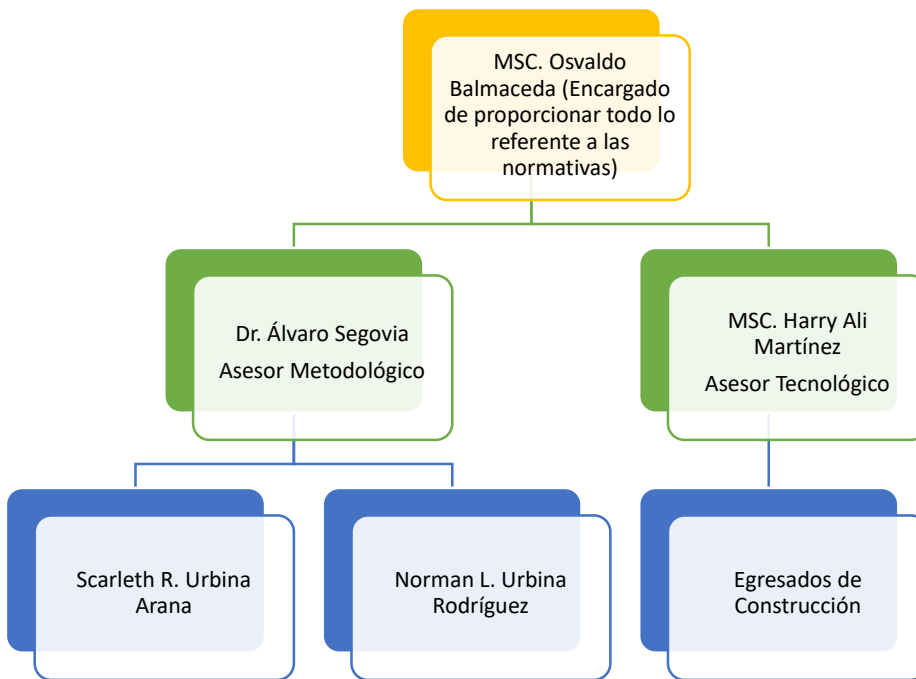 MSC. Osvaldo
Balmaceda (Encargado
de proporcionar todo lo
referente a las
normativas)
Dr. Álvaro Segovia
Asesor Metodológico
MSC. Harry Ali
Martínez
Asesor Tecnológico
Scarleth R. Urbina
Arana
Norman L. Urbina
Rodríguez
Egresados de
Construcción